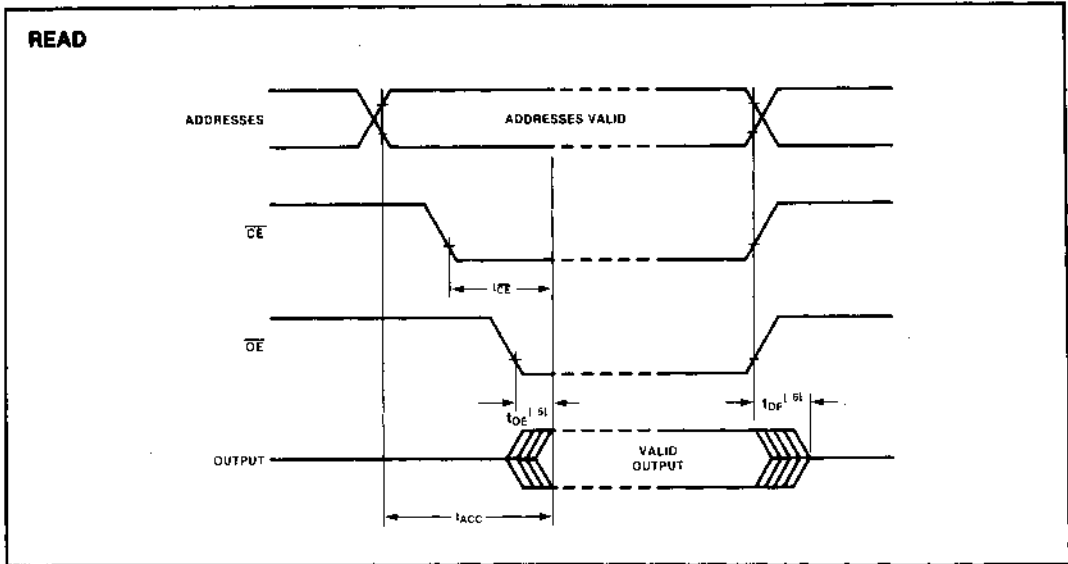 READ
ADDRESSES
ADDRESSES VALID
CE
tCE
OE
tOE
tDF
OUTPUT
VALID
OUTPUT
tACC